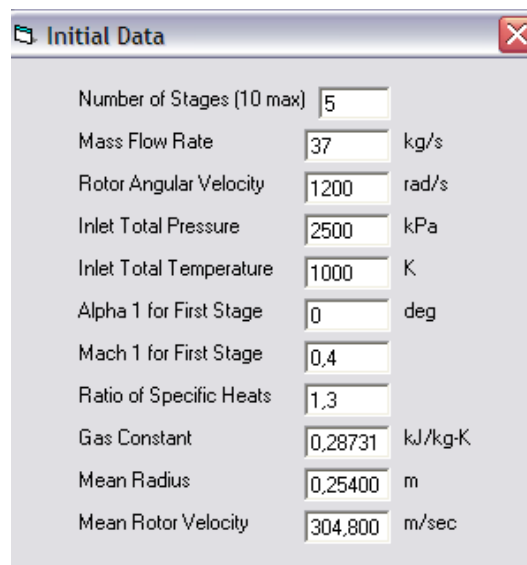 Initial Data
Number of Stages (10 max) 5
Mass Flow Rate 37 kg/s
Rotor Angular Velocity 1200 rad/s
Inlet Total Pressure 2500 kPa
Inlet Total Temperature 1000 K
Alpha 1 for First Stage 0 deg
Mach 1 for First Stage 0,4
Ratio of Specific Heats 1,3
Gas Constant 0,28731 kJ/kg-K
Mean Radius 0,25400 m
Mean Rotor Velocity 304,800 m/sec